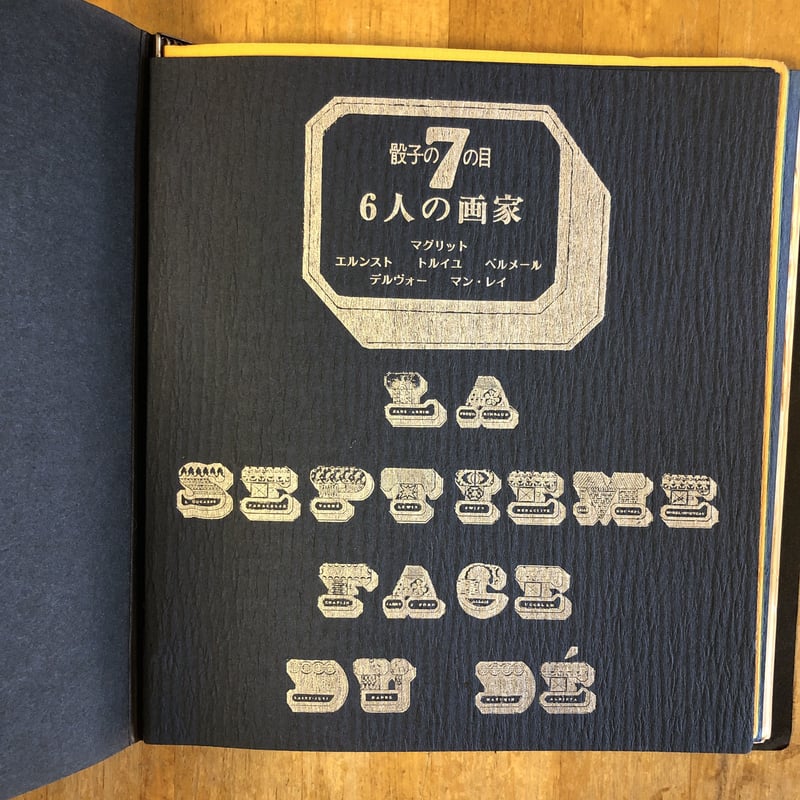 骰子の7の目
6人の画家
マグリット
エルンスト トルイユ ベルメール
デルヴォー マン・レイ
LA
SEPTIEME
FACE
DU DÉ